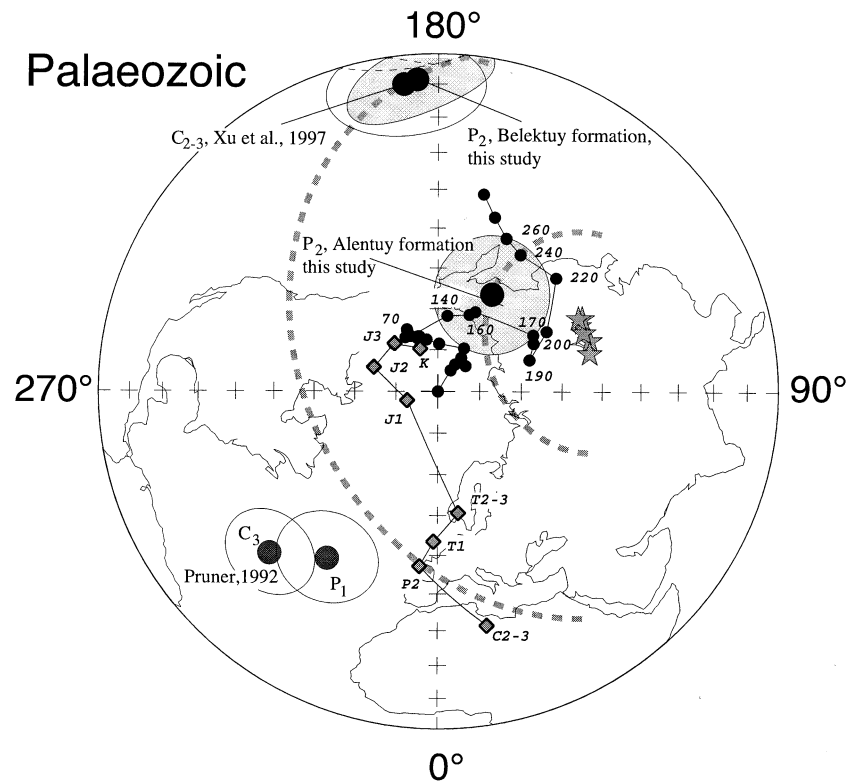 180°
Palaeozoic
C2-3, Xu et al., 1997
P2, Belektuy formation,
this study
P2, Alentuy formation
this study
260
240
220
140
160
170
200
190
70
J3
K
J2
J1
270°
90°
T2-3
T1
P2
C2-3
C3
Pruner,1992
P1
0°